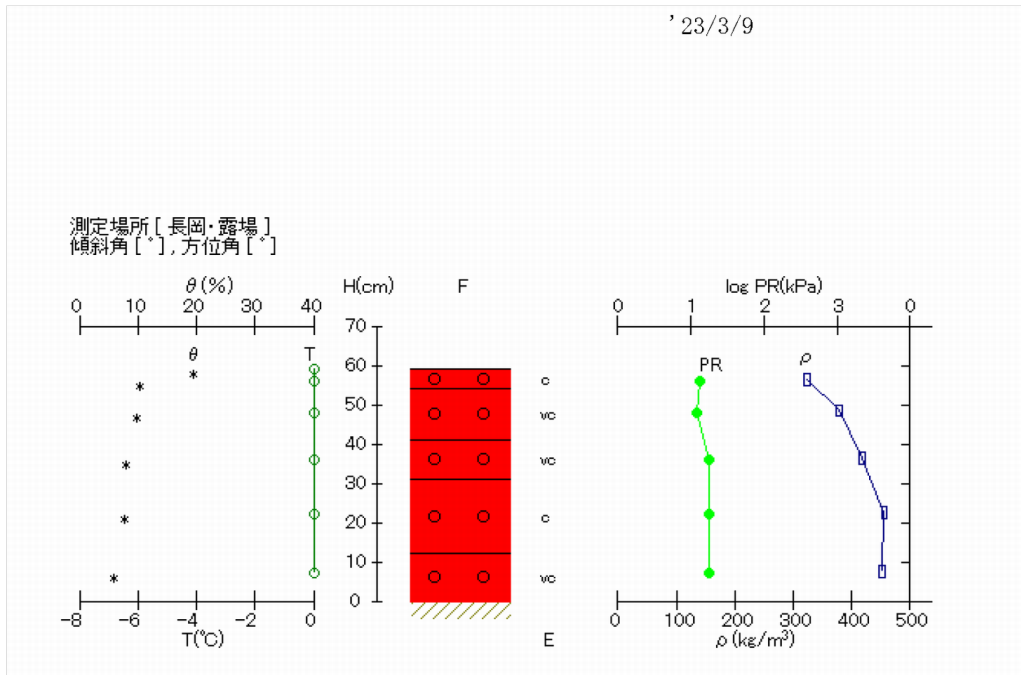 '23/3/9
測定場所[ 長岡・露場 ]
傾斜角[ ゜],方位角[ ゜]
θ(%)
H(cm)
F
log PR(kPa)
0 10 20 30 40
0 1 2 3 0
70
θ
T
PR
ρ
60
50
40
30
20
10
0
c
vc
vc
c
vc
-8 -6 -4 -2 0
0 100 200 300 400 500
T(℃)
E
ρ(kg/m³)